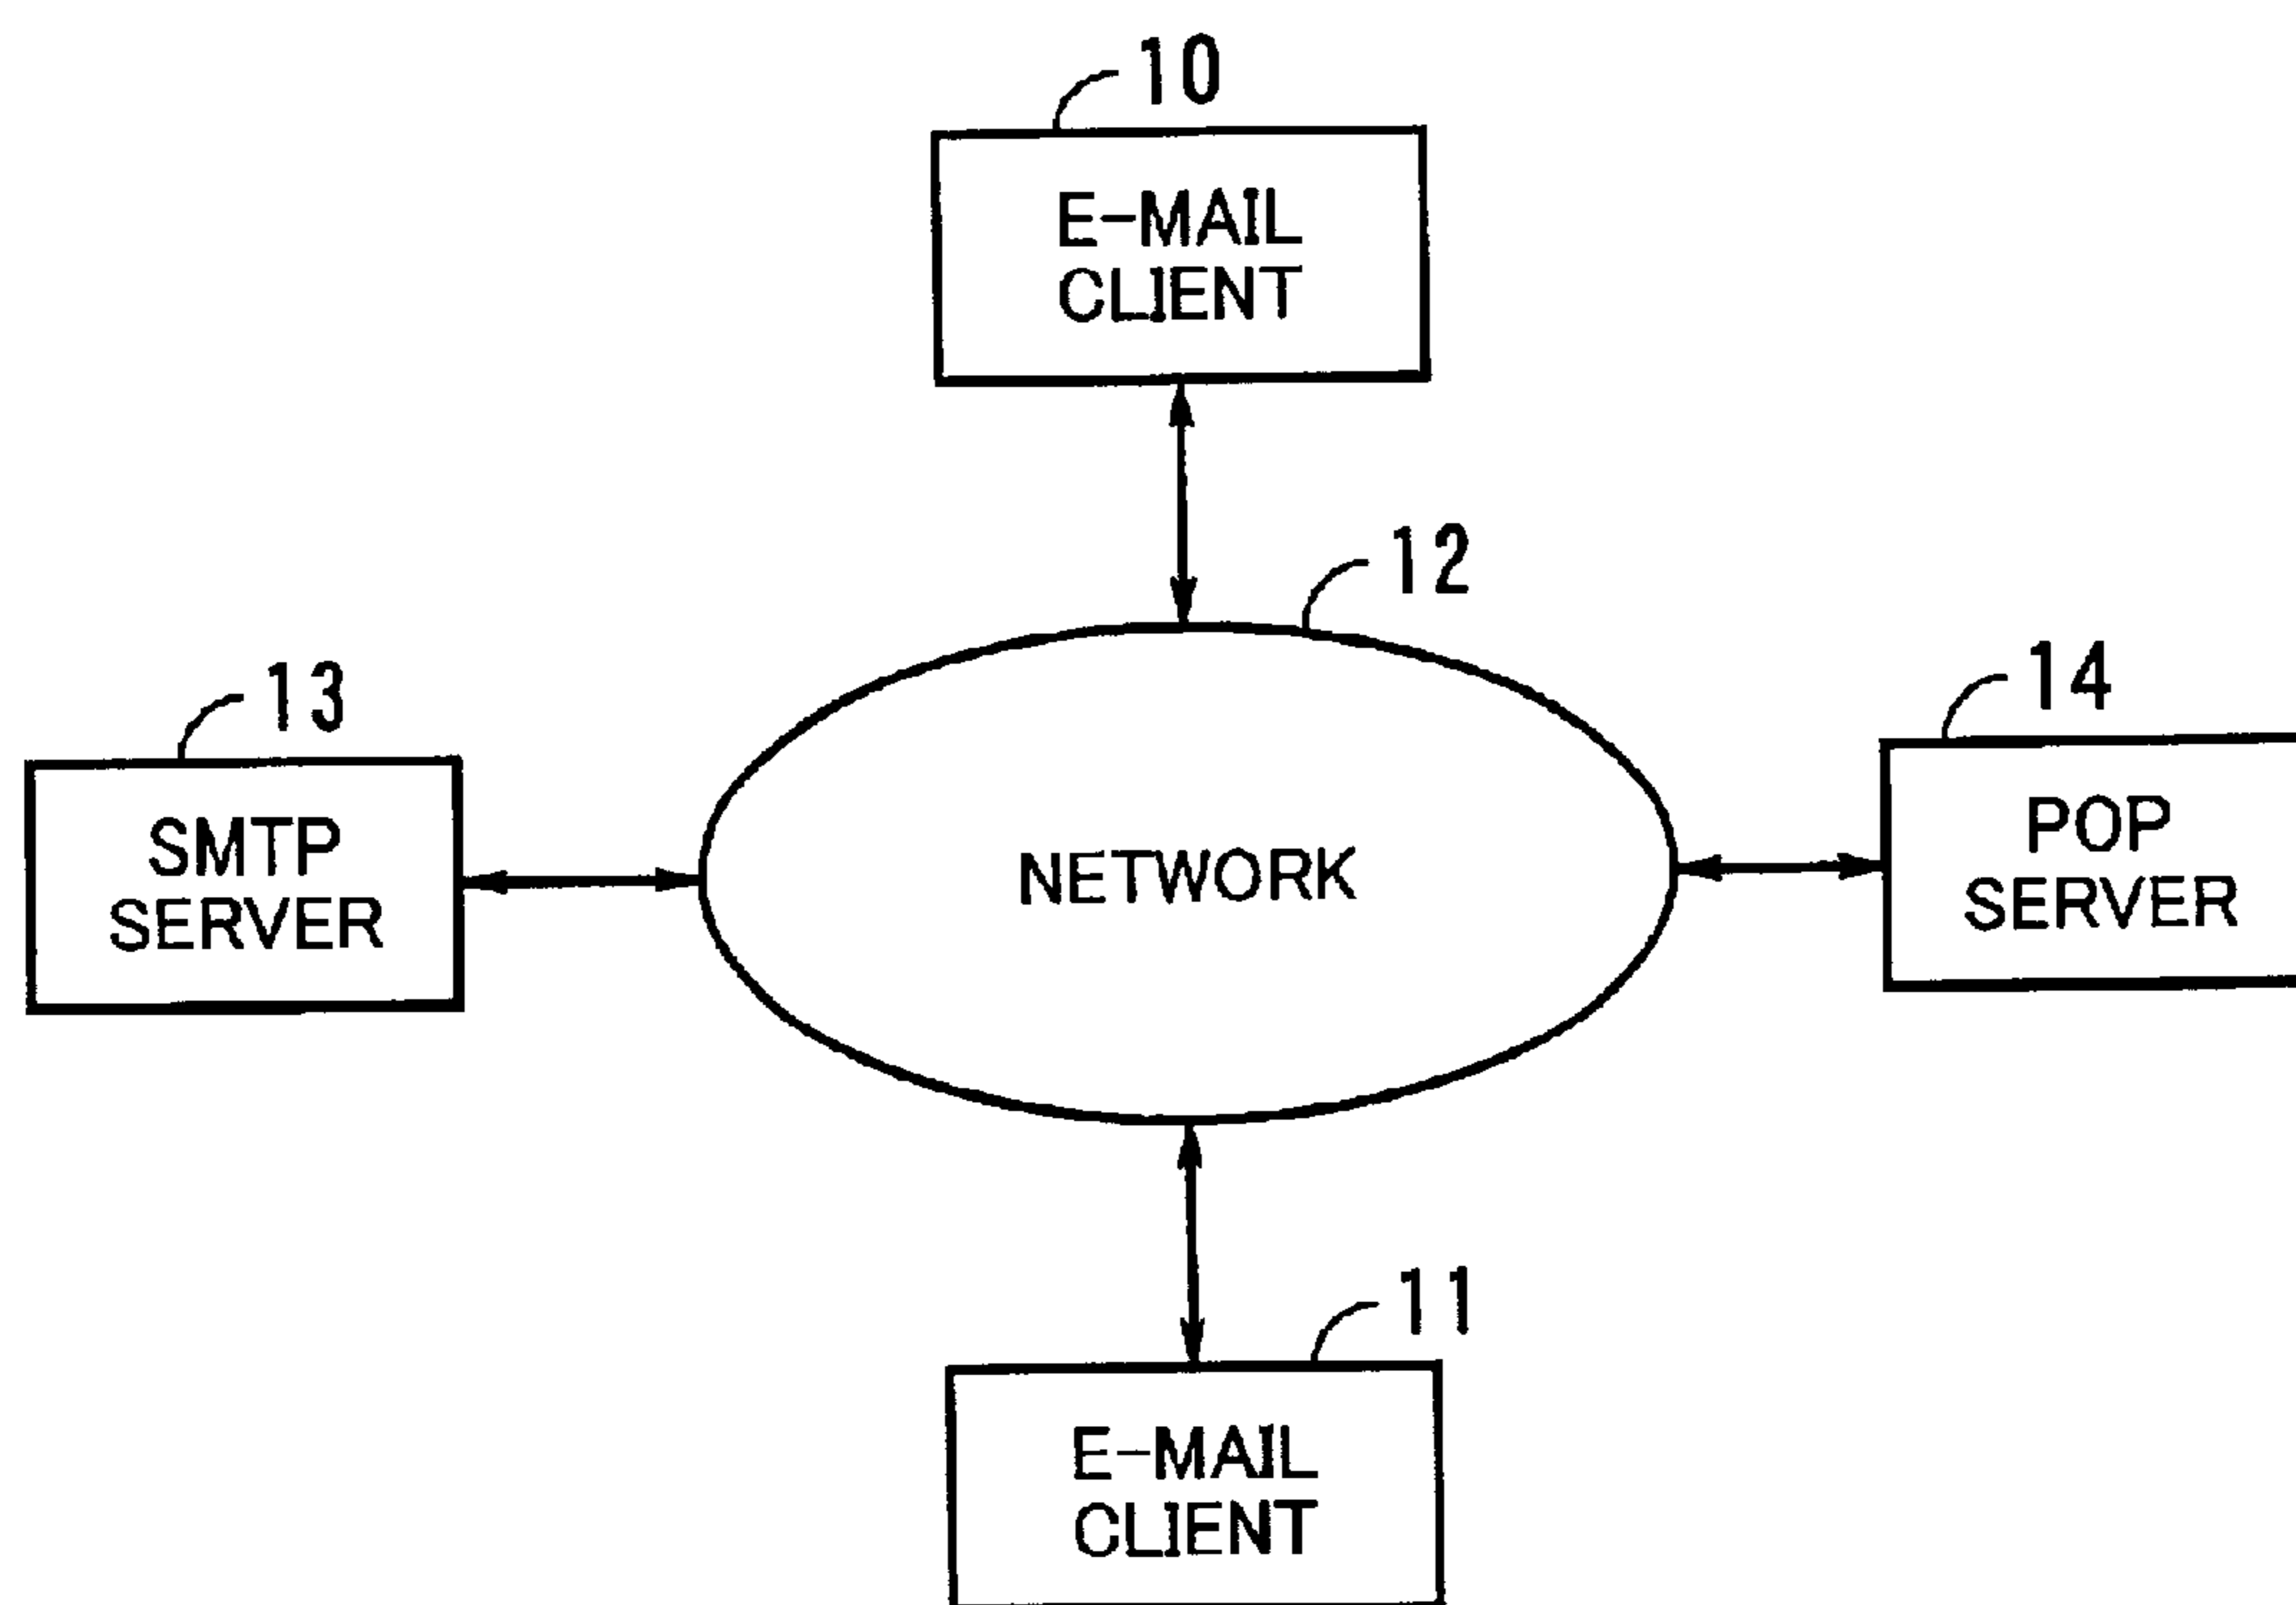 10
E-MAIL
CLIENT
12
13
14
SMTP
SERVER
NETWORK
POP
SERVER
11
E-MAIL
CLIENT